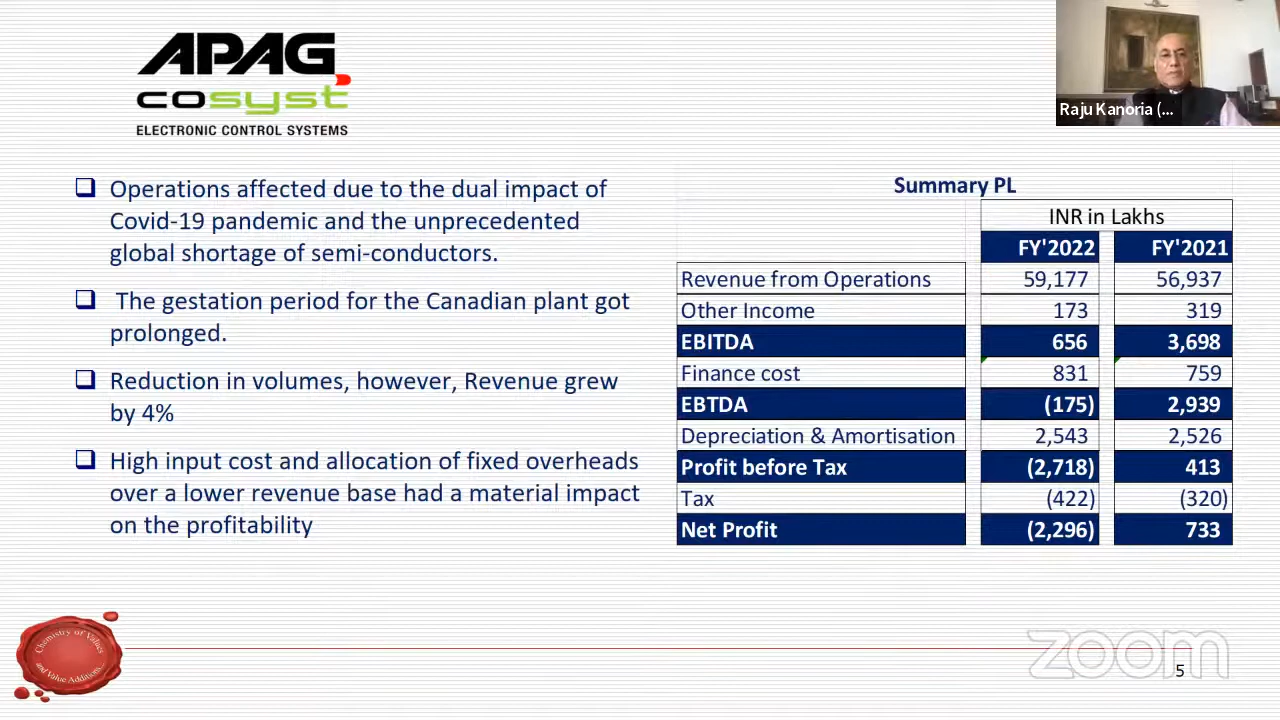 APAG
cosyst
ELECTRONIC CONTROL SYSTEMS
Raju Kanoria (...
Operations affected due to the dual impact of
Covid-19 pandemic and the unprecedented
global shortage of semi-conductors.
The gestation period for the Canadian plant got
prolonged.
Reduction in volumes, however, Revenue grew
by 4%
High input cost and allocation of fixed overheads
over a lower revenue base had a material impact
on the profitability
Summary PL
INR in Lakhs
FY'2022 FY'2021
Revenue from Operations 59,177 56,937
Other Income 173 319
EBITDA 656 3,698
Finance cost 831 759
EBTDA (175) 2,939
Depreciation & Amortisation 2,543 2,526
Profit before Tax (2,718) 413
Tax (422) (320)
Net Profit (2,296) 733
Chemistry of Values
and Value Additions
zoom
5